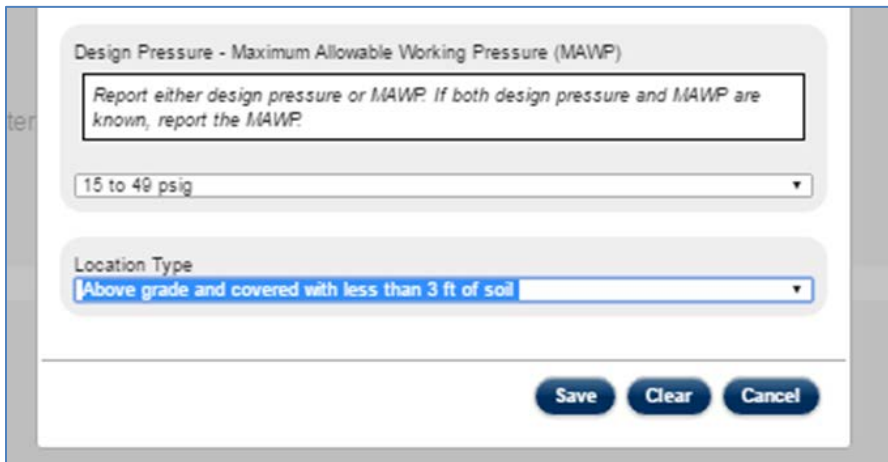 Design Pressure - Maximum Allowable Working Pressure (MAWP)
Report either design pressure or MAWP. If both design pressure and MAWP are
known, report the MAWP.
ter
15 to 49 psig
Location Type
Above grade and covered with less than 3 ft of soil
Save Clear Cancel